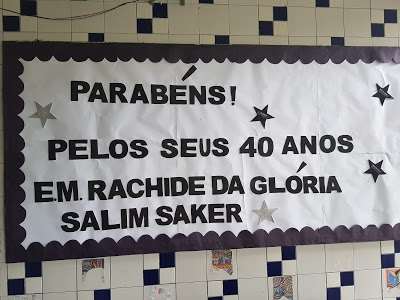 PARABÉNS!
PELOS SEUS 40 ANOS
E.M. RACHIDE DA GLÓRIA
SALIM SAKER